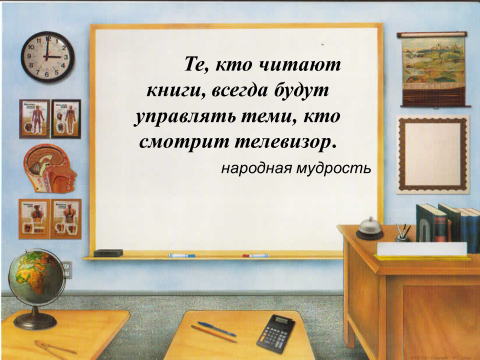 Те, кто читают
книги, всегда будут
управлять теми, кто
смотрит телевизор.
народная мудрость